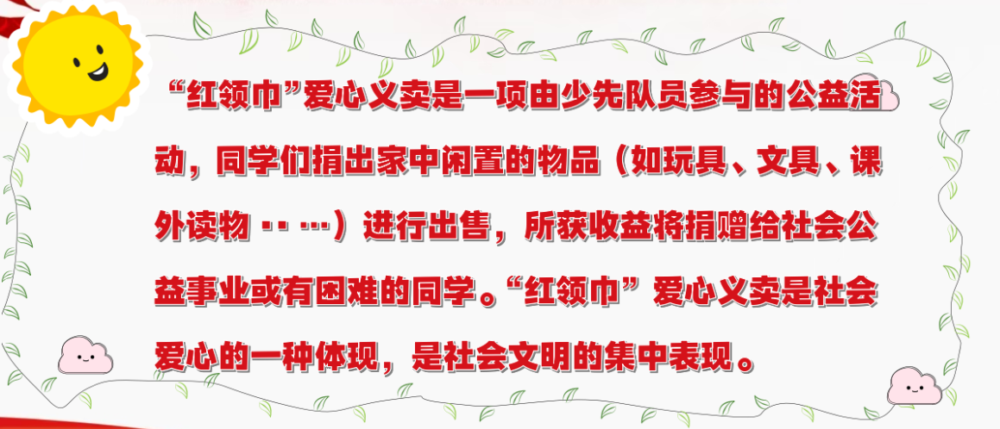 “红领巾”爱心义卖是一项由少先队员参与的公益活
动，同学们捐出家中闲置的物品（如玩具、文具、课
外读物·····）进行出售，所获收益将捐赠给社会公
益事业或有困难的同学。“红领巾”爱心义卖是社会
爱心的一种体现，是社会文明的集中表现。